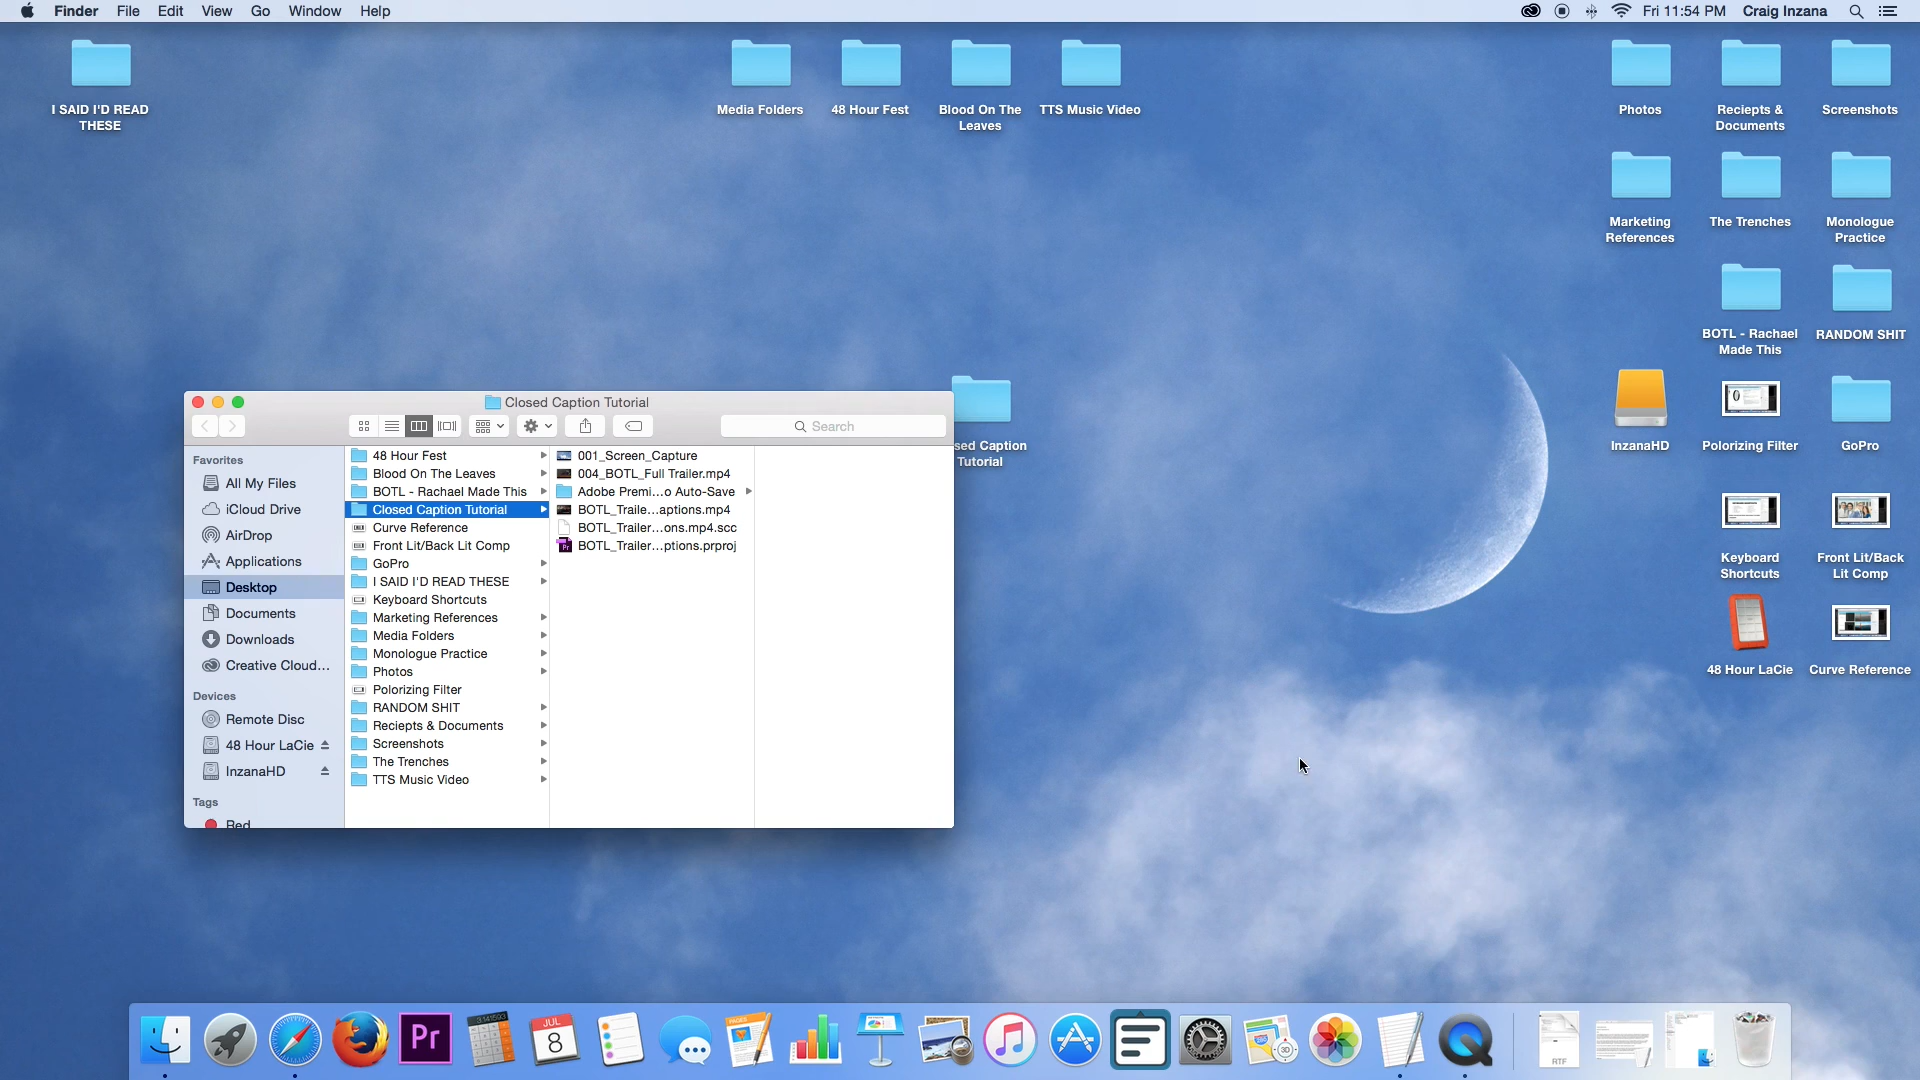 Finder File Edit View Go Window Help
Fri 11:54 PM Craig Inzana
I SAID I'D READ
THESE
Media Folders
48 Hour Fest
Blood On The
Leaves
TTS Music Video
Photos
Reciepts &
Documents
Screenshots
Marketing
References
The Trenches
Monologue
Practice
BOTL - Rachael
Made This
RANDOM SHIT
InzanaHD
Polorizing Filter
GoPro
Keyboard
Shortcuts
Front Lit/Back
Lit Comp
48 Hour LaCie
Curve Reference
sed Caption
Tutorial
Closed Caption Tutorial
Search
Favorites
All My Files
iCloud Drive
AirDrop
Applications
Desktop
Documents
Downloads
Creative Cloud...
Devices
Remote Disc
48 Hour LaCie
InzanaHD
Tags
Red
48 Hour Fest
Blood On The Leaves
BOTL - Rachael Made This
Closed Caption Tutorial
Curve Reference
Front Lit/Back Lit Comp
GoPro
I SAID I'D READ THESE
Keyboard Shortcuts
Marketing References
Media Folders
Monologue Practice
Photos
Polorizing Filter
RANDOM SHIT
Reciepts & Documents
Screenshots
The Trenches
TTS Music Video
001_Screen_Capture
004_BOTL_Full Trailer.mp4
Adobe Premi...o Auto-Save
BOTL_Traile...aptions.mp4
BOTL_Trailer...ons.mp4.scc
BOTL_Trailer...ptions.prproj
Pr
Pr
JUL
8
PAGES
3D
RTF